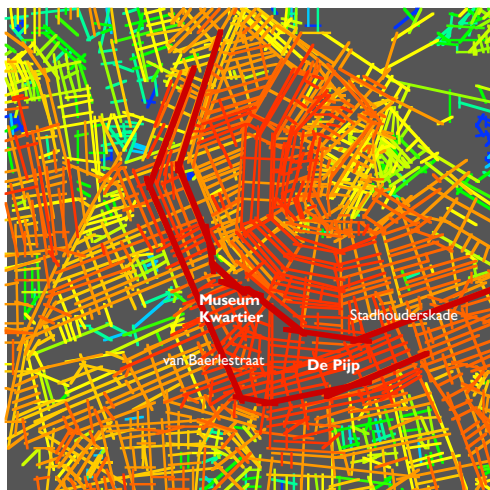 Museum
Kwartier
Stadhouderskade
van Baerlestraat
De Pijp